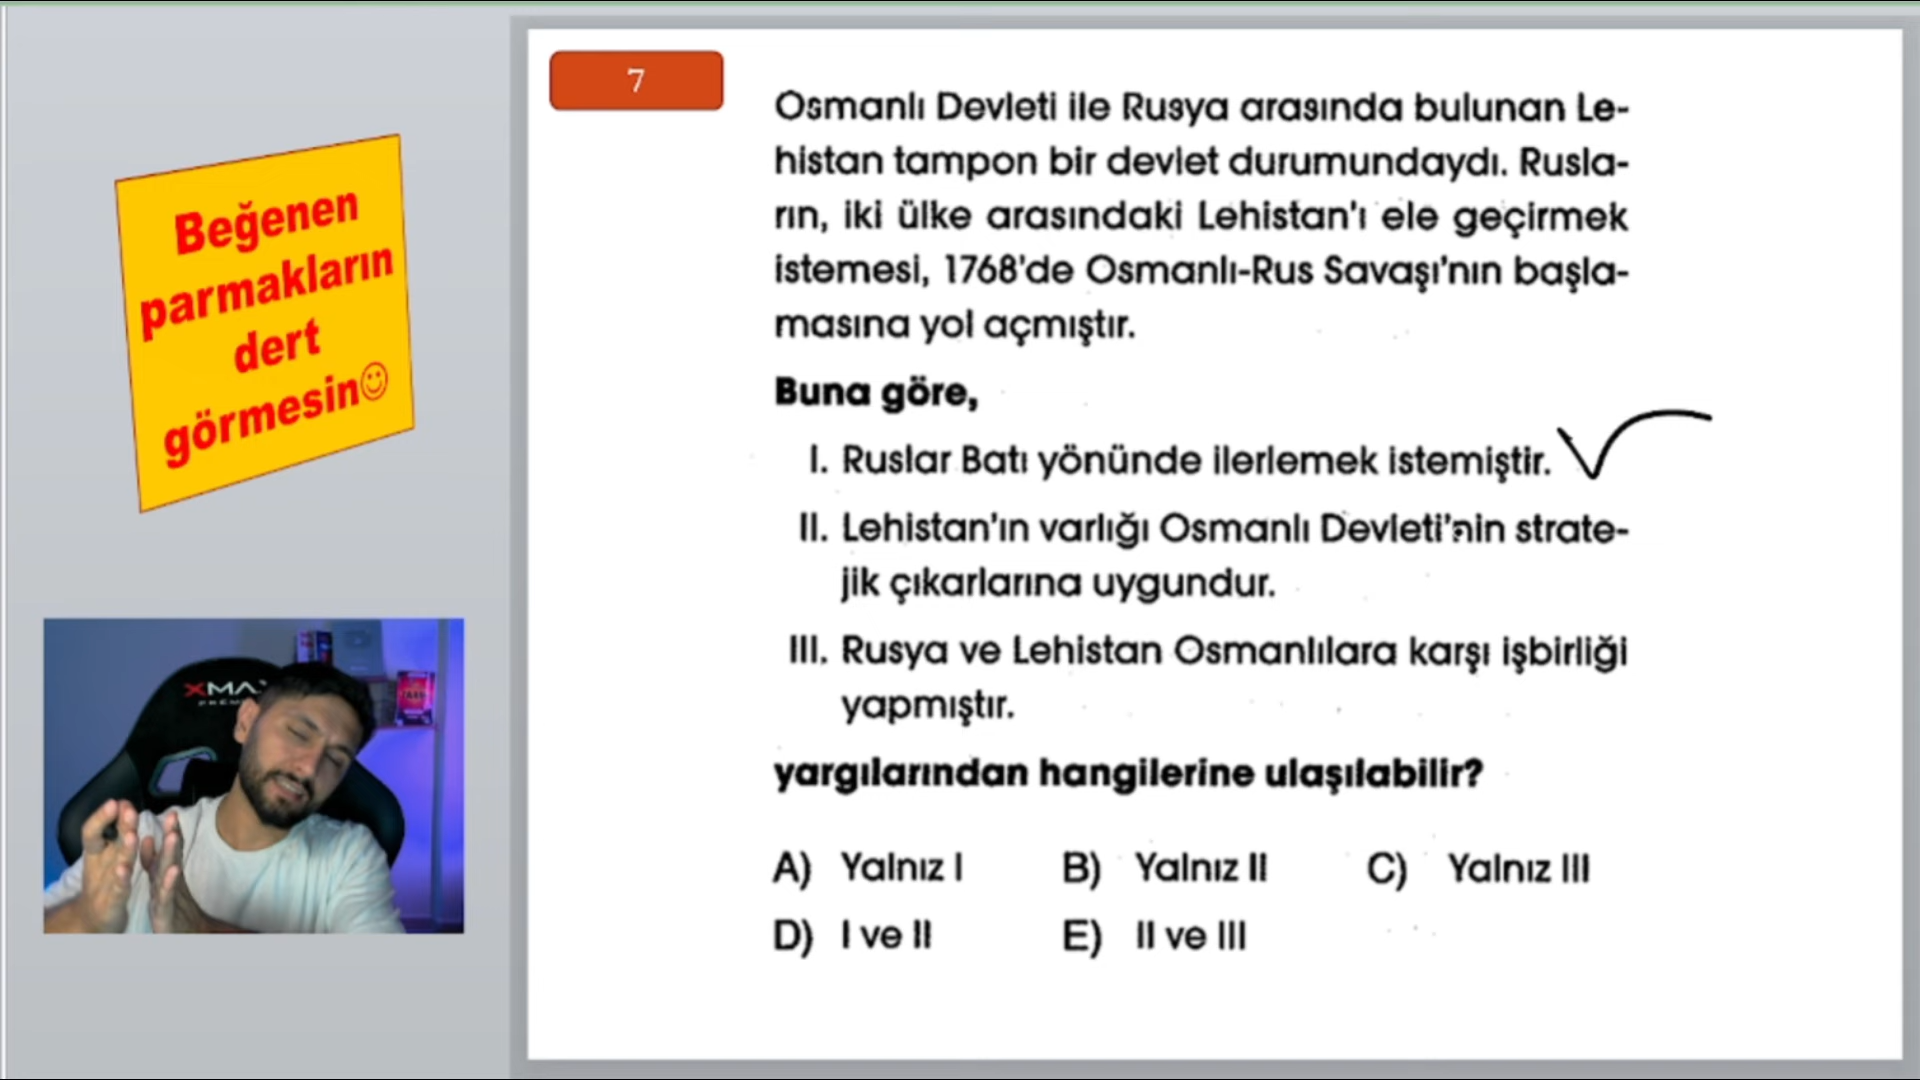 Beğenen
parmakların
dert
görmesin☺
XMA
7
Osmanlı Devleti ile Rusya arasında bulunan Le-
histan tampon bir devlet durumundaydı. Rusla-
rın, iki ülke arasındaki Lehistan'ı ele geçirmek
istemesi, 1768'de Osmanlı-Rus Savaşı'nın başla-
masına yol açmıştır.
Buna göre,
I. Ruslar Batı yönünde ilerlemek istemiştir.
II. Lehistan'ın varlığı Osmanlı Devleti'nin strate-
jik çıkarlarına uygundur.
III. Rusya ve Lehistan Osmanlılara karşı işbirliği
yapmıştır.
yargılarından hangilerine ulaşılabilir?
A) Yalnız I B) Yalnız II C) Yalnız III
D) I ve II E) II ve III